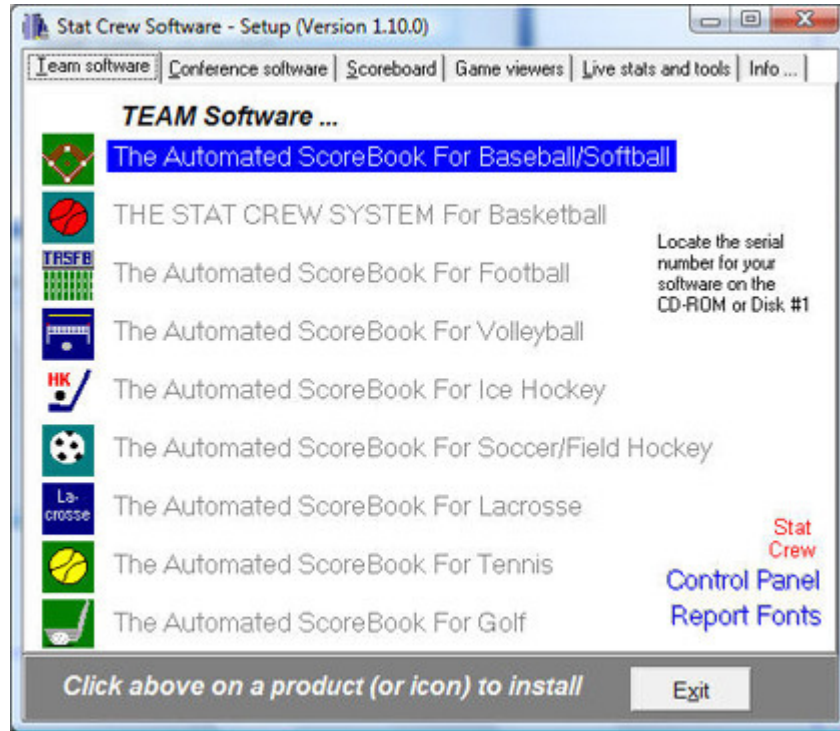 Stat Crew Software - Setup (Version 1.10.0)
Team software Conference software Scoreboard Game viewers Live stats and tools Info ...
TEAM Software ...
The Automated ScoreBook For Baseball/Softball
THE STAT CREW SYSTEM For Basketball
TASFB
The Automated ScoreBook For Football
The Automated ScoreBook For Volleyball
HK
The Automated ScoreBook For Ice Hockey
The Automated ScoreBook For Soccer/Field Hockey
La-
crosse
The Automated ScoreBook For Lacrosse
The Automated ScoreBook For Tennis
The Automated ScoreBook For Golf
Locate the serial
number for your
software on the
CD-ROM or Disk #1
Stat
Crew
Control Panel
Report Fonts
Click above on a product (or icon) to install
Exit